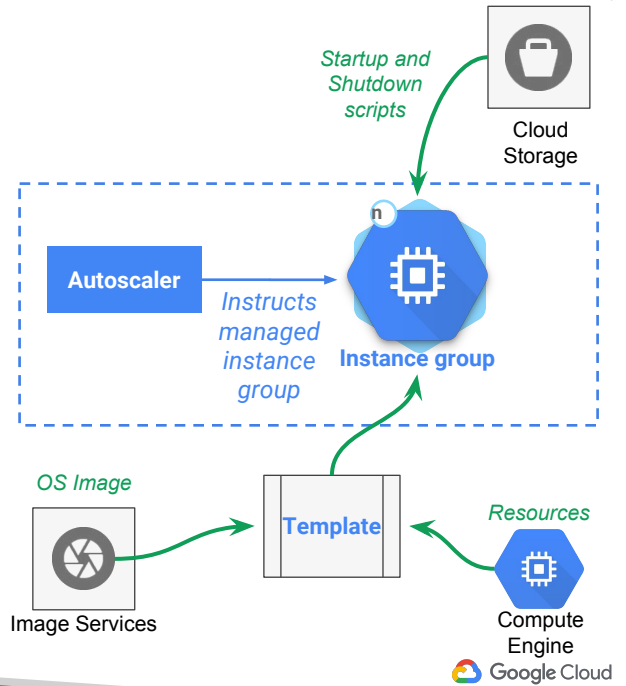 Startup and
Shutdown
scripts
Cloud
Storage
n
Autoscaler
Instructs
managed
instance
group
Instance group
OS Image
Template
Resources
Image Services
Compute
Engine
Google Cloud